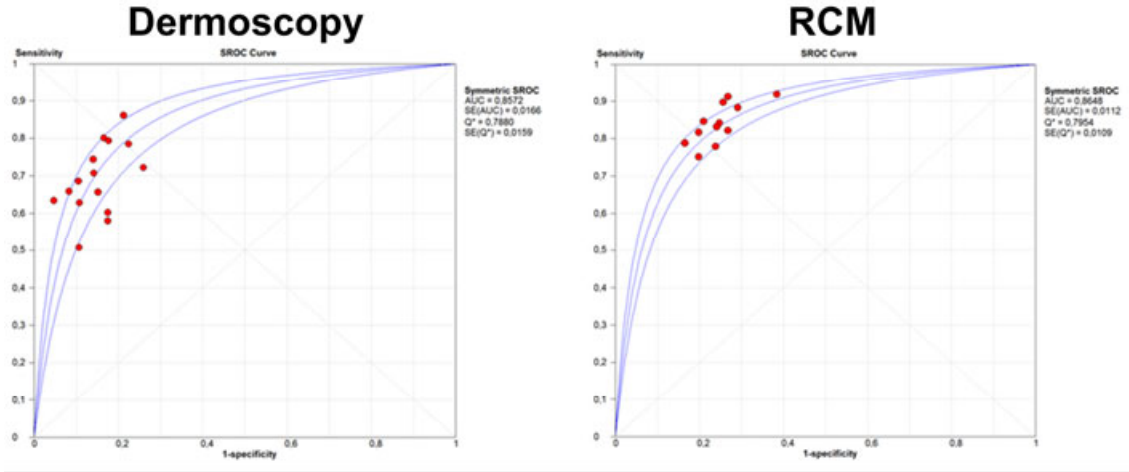 Dermoscopy
Sensitivity
SROC Curve
1
0,9
0,8
0,7
0,6
0,5
0,4
0,3
0,2
0,1
0
0
0,2
0,4
0,6
0,8
1
1-specificity
Symmetric SROC
AUC = 0,8572
SE(AUC) = 0,0166
Q* = 0,7880
SE(Q*) = 0,0159
RCM
Sensitivity
SROC Curve
1
0,9
0,8
0,7
0,6
0,5
0,4
0,3
0,2
0,1
0
0
0,2
0,4
0,6
0,8
1
1-specificity
Symmetric SROC
AUC = 0,8648
SE(AUC) = 0,0112
Q* = 0,7954
SE(Q*) = 0,0109